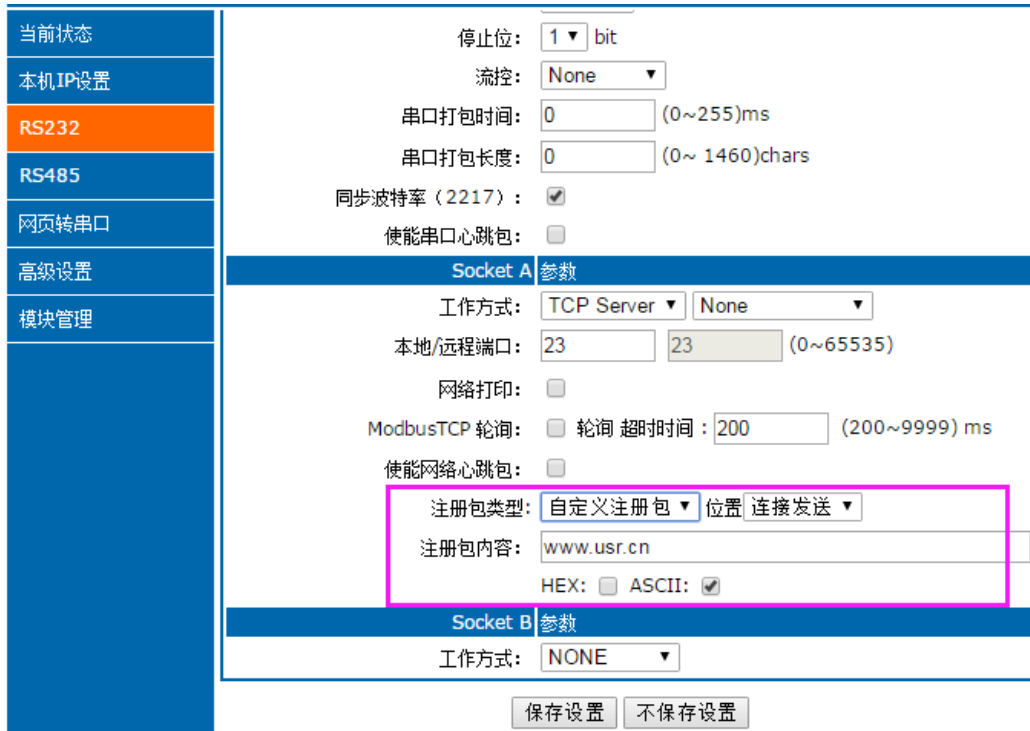 当前状态
本机IP设置
RS232
RS485
网页转串口
高级设置
模块管理
停止位： 1 bit
流控： None
串口打包时间： 0 (0~255)ms
串口打包长度： 0 (0~ 1460)chars
同步波特率（2217）：
使能串口心跳包：
Socket A 参数
工作方式： TCP Server None
本地/远程端口： 23 23 (0~65535)
网络打印：
ModbusTCP 轮询： 轮询 超时时间 : 200 (200~9999) ms
使能网络心跳包：
注册包类型: 自定义注册包 位置 连接发送
注册包内容： www.usr.cn
HEX: ASCII:
Socket B 参数
工作方式： NONE
保存设置 不保存设置